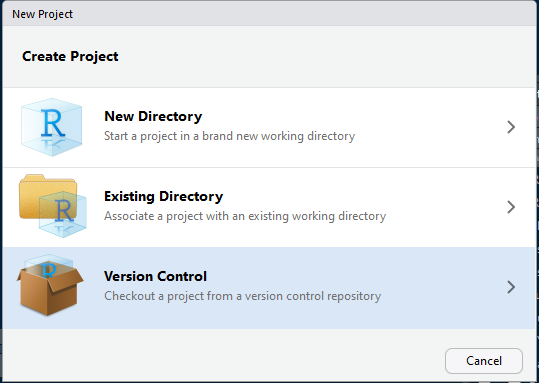 New Project
Create Project
R
New Directory
Start a project in a brand new working directory
R
Existing Directory
Associate a project with an existing working directory
R
Version Control
Checkout a project from a version control repository
Cancel